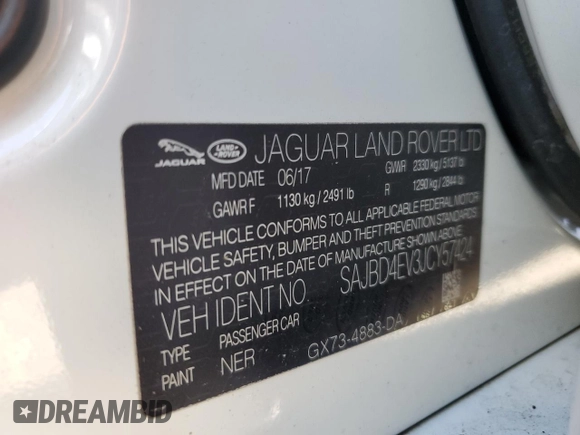 JAGUAR LAND ROVER JAGUAR LAND ROVER LTD
MFD DATE 06/17 GWR 2330 kg / 5137 lb
GAWR F 1130 kg / 2491 lb R 1290 kg / 2844 lb
THIS VEHICLE CONFORMS TO ALL APPLICABLE FEDERAL MOTOR
VEHICLE SAFETY, BUMPER AND THEFT PREVENTION STANDARDS
IN EFFECT ON THE DATE OF MANUFACTURE SHOWN ABOVE.
VEH IDENT NO. SAJBD4EV3JCY67424
TYPE PASSENGER CAR
PAINT NER GX73-4883-DA
DREAMBID